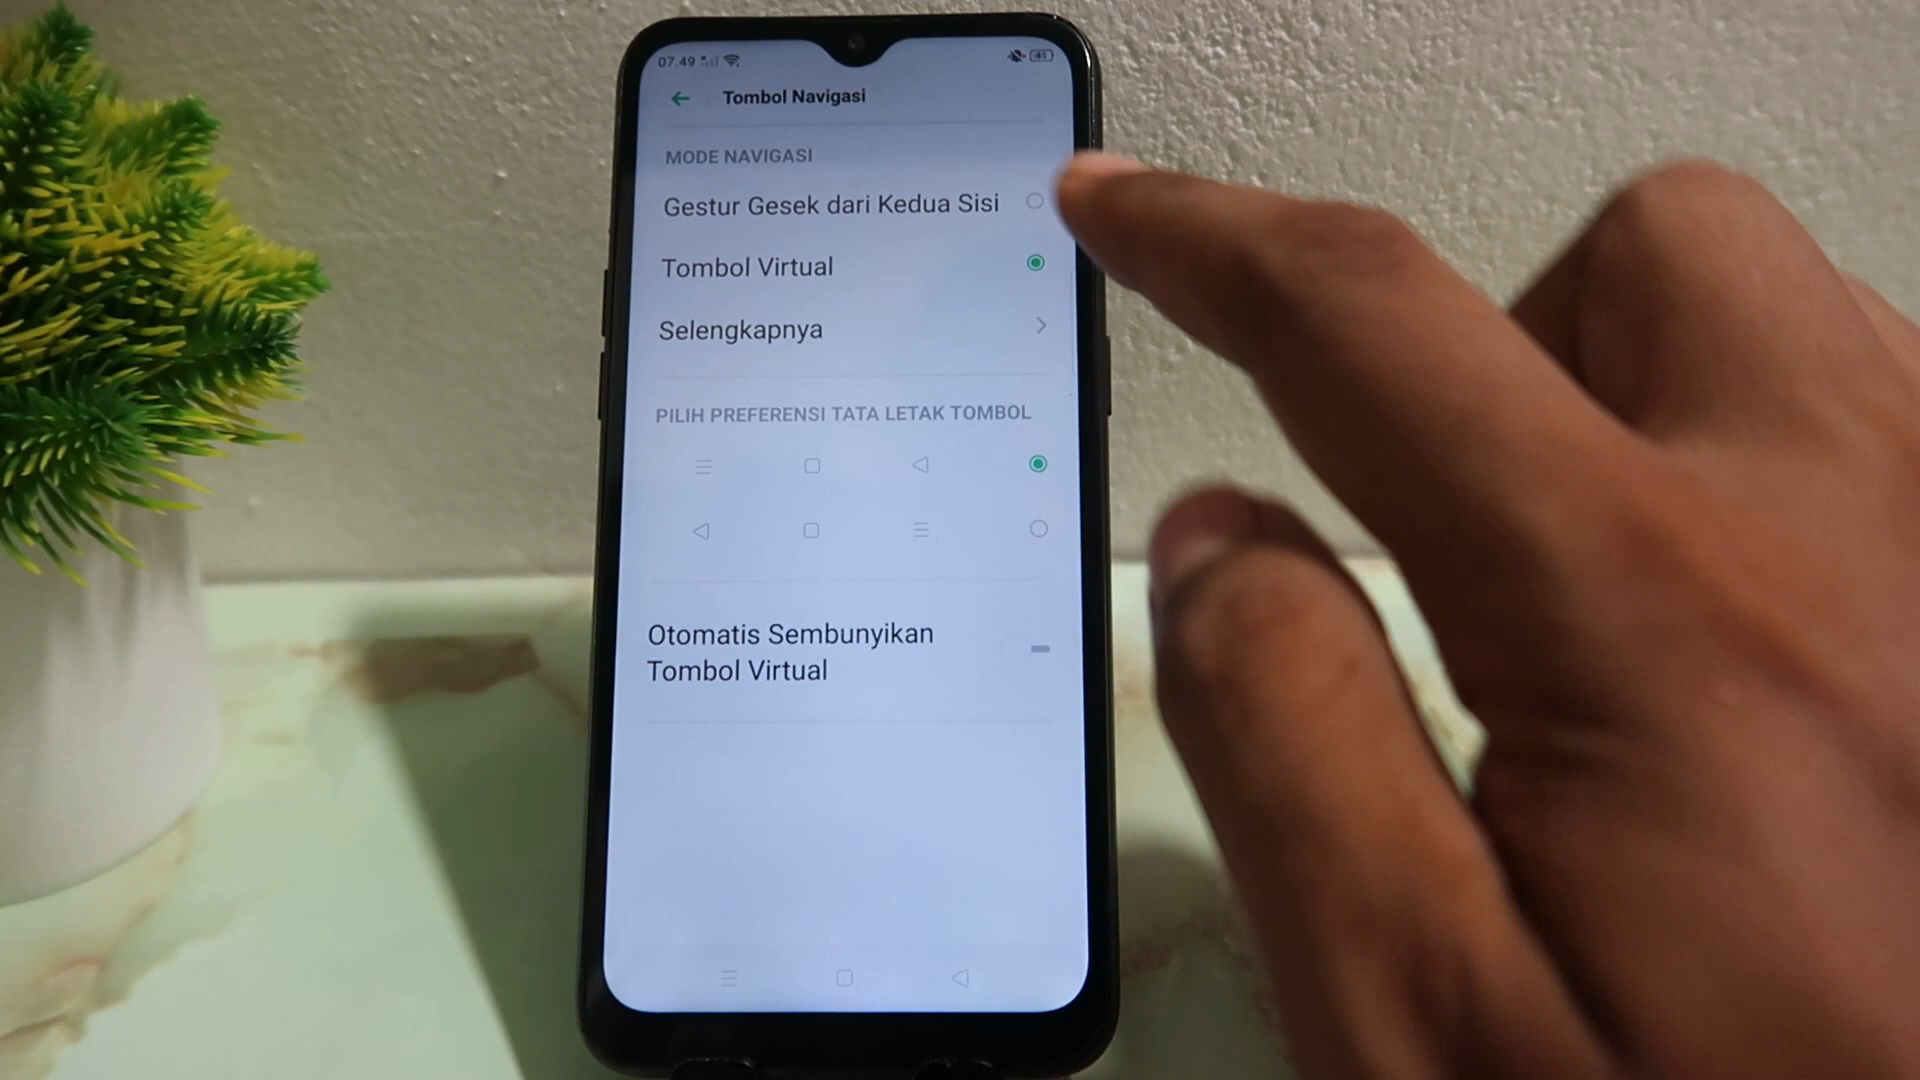 07.49
45
Tombol Navigasi
MODE NAVIGASI
Gestur Gesek dari Kedua Sisi
Tombol Virtual
Selengkapnya
PILIH PREFERENSI TATA LETAK TOMBOL
Otomatis Sembunyikan
Tombol Virtual